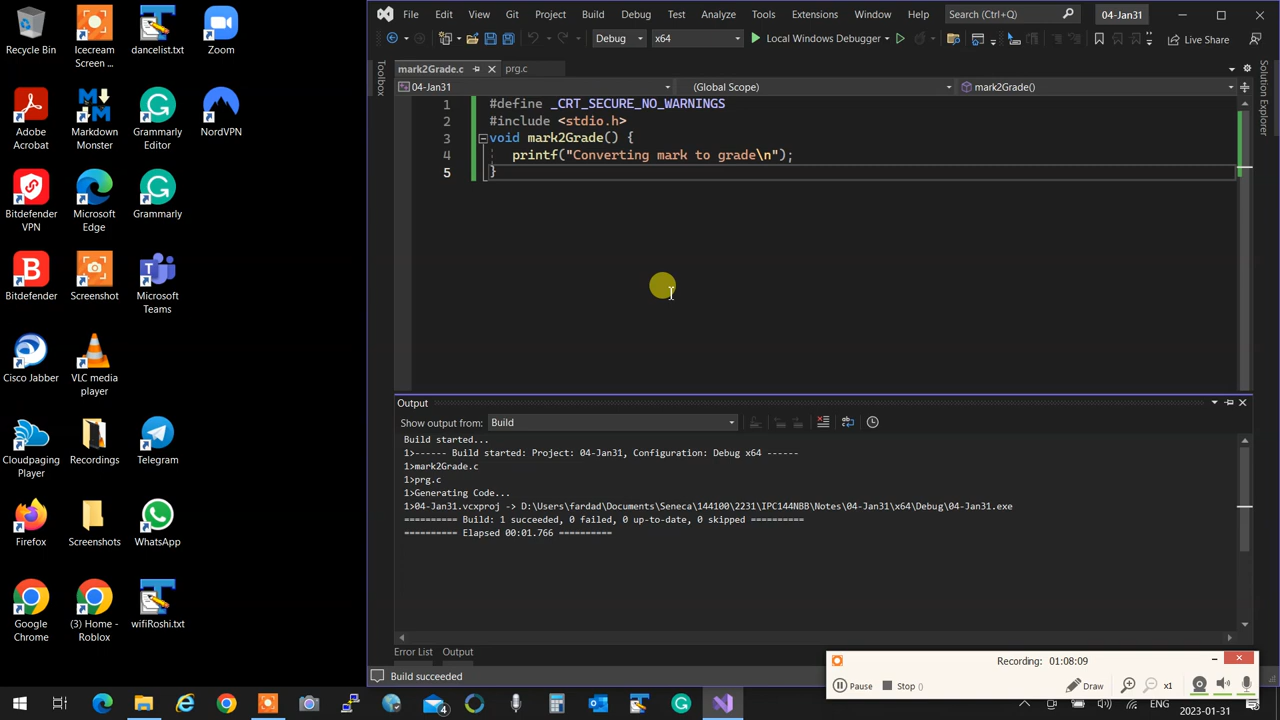 File Edit View Git Project Build Debug Test Analyze Tools Extensions Window Help Search (Ctrl+Q) 04-Jan31
Debug x64 Local Windows Debugger Live Share
mark2Grade.c prg.c
04-Jan31 (Global Scope) mark2Grade()
1 #define _CRT_SECURE_NO_WARNINGS
2 #include <stdio.h>
3 void mark2Grade() {
4 printf("Converting mark to grade\n");
5 }
Toolbox
Solution Explorer
Output
Show output from: Build
Build started...
1>------ Build started: Project: 04-Jan31, Configuration: Debug x64 ------
1>mark2Grade.c
1>prg.c
1>Generating Code...
1>04-Jan31.vcxproj -> D:\Users\fardad\Documents\Seneca\144100\2231\IPC144NBB\Notes\04-Jan31\x64\Debug\04-Jan31.exe
========== Build: 1 succeeded, 0 failed, 0 up-to-date, 0 skipped ==========
========== Elapsed 00:01.766 ==========
Error List Output
Build succeeded
Recording: 01:08:09
Pause Stop () Draw x1
Recycle Bin
Icecream Screen ...
dancelist.txt
Zoom
Adobe Acrobat
Markdown Monster
Grammarly Editor
NordVPN
Bitdefender VPN
Microsoft Edge
Grammarly
Bitdefender
Screenshot
Microsoft Teams
Cisco Jabber
VLC media player
Cloudpaging Player
Recordings
Telegram
Firefox
Screenshots
WhatsApp
Google Chrome
(3) Home - Roblox
wifiRoshi.txt
4
ENG
2023-01-31